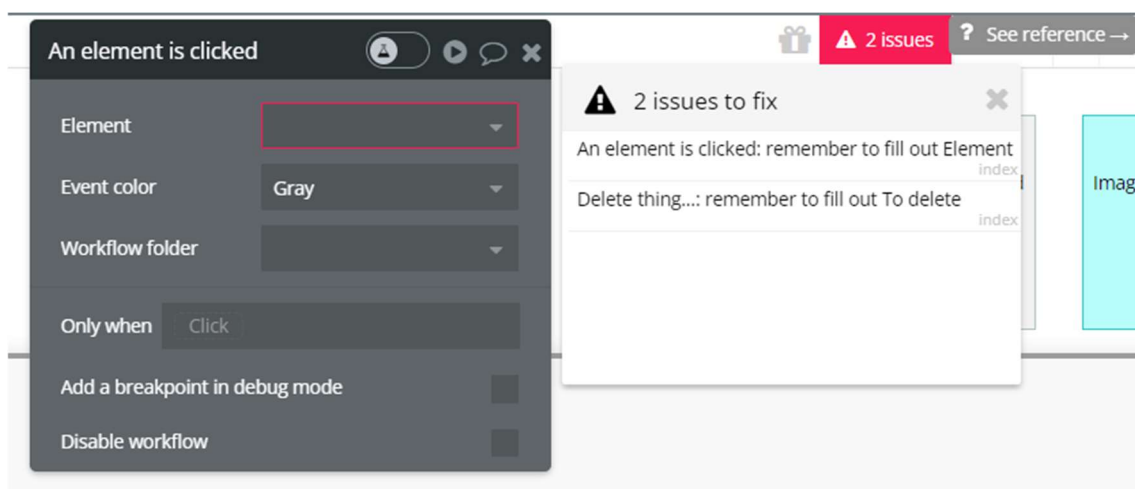 An element is clicked
2 issues
? See reference →
2 issues to fix
Element
An element is clicked: remember to fill out Element
index
Event color
Gray
Delete thing...: remember to fill out To delete
index
Imag
Workflow folder
Only when
Click
Add a breakpoint in debug mode
Disable workflow